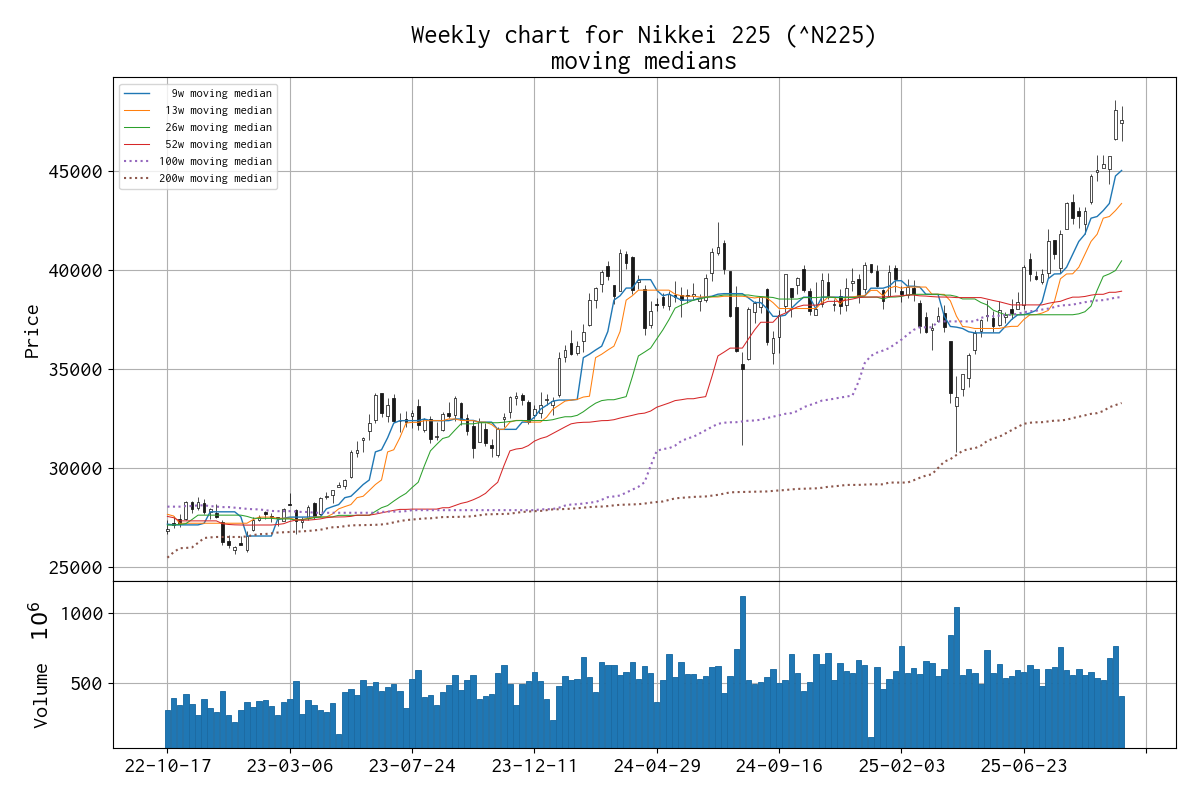 Weekly chart for Nikkei 225 (^N225)
moving medians
9w moving median
13w moving median
26w moving median
52w moving median
100w moving median
200w moving median
Price
45000
40000
35000
30000
25000
Volume 10^6
1000
500
22-10-17
23-03-06
23-07-24
23-12-11
24-04-29
24-09-16
25-02-03
25-06-23